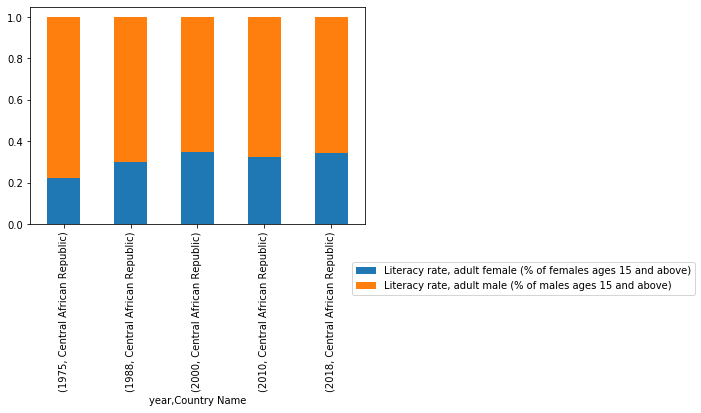 1.0
0.8
0.6
0.4
0.2
0.0
(1975, Central African Republic)
(1988, Central African Republic)
(2000, Central African Republic)
(2010, Central African Republic)
(2018, Central African Republic)
year,Country Name
Literacy rate, adult female (% of females ages 15 and above)
Literacy rate, adult male (% of males ages 15 and above)